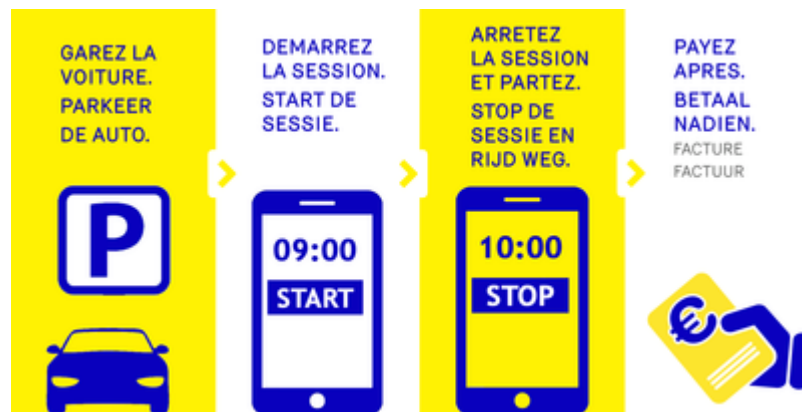 GAREZ LA
VOITURE.
PARKEER
DE AUTO.
P
DEMARREZ
LA SESSION.
START DE
SESSIE.
09:00
START
ARRETEZ
LA SESSION
ET PARTEZ.
STOP DE
SESSIE EN
RIJD WEG.
10:00
STOP
PAYEZ
APRES.
BETAAL
NADIEN.
FACTURE
FACTUUR
€